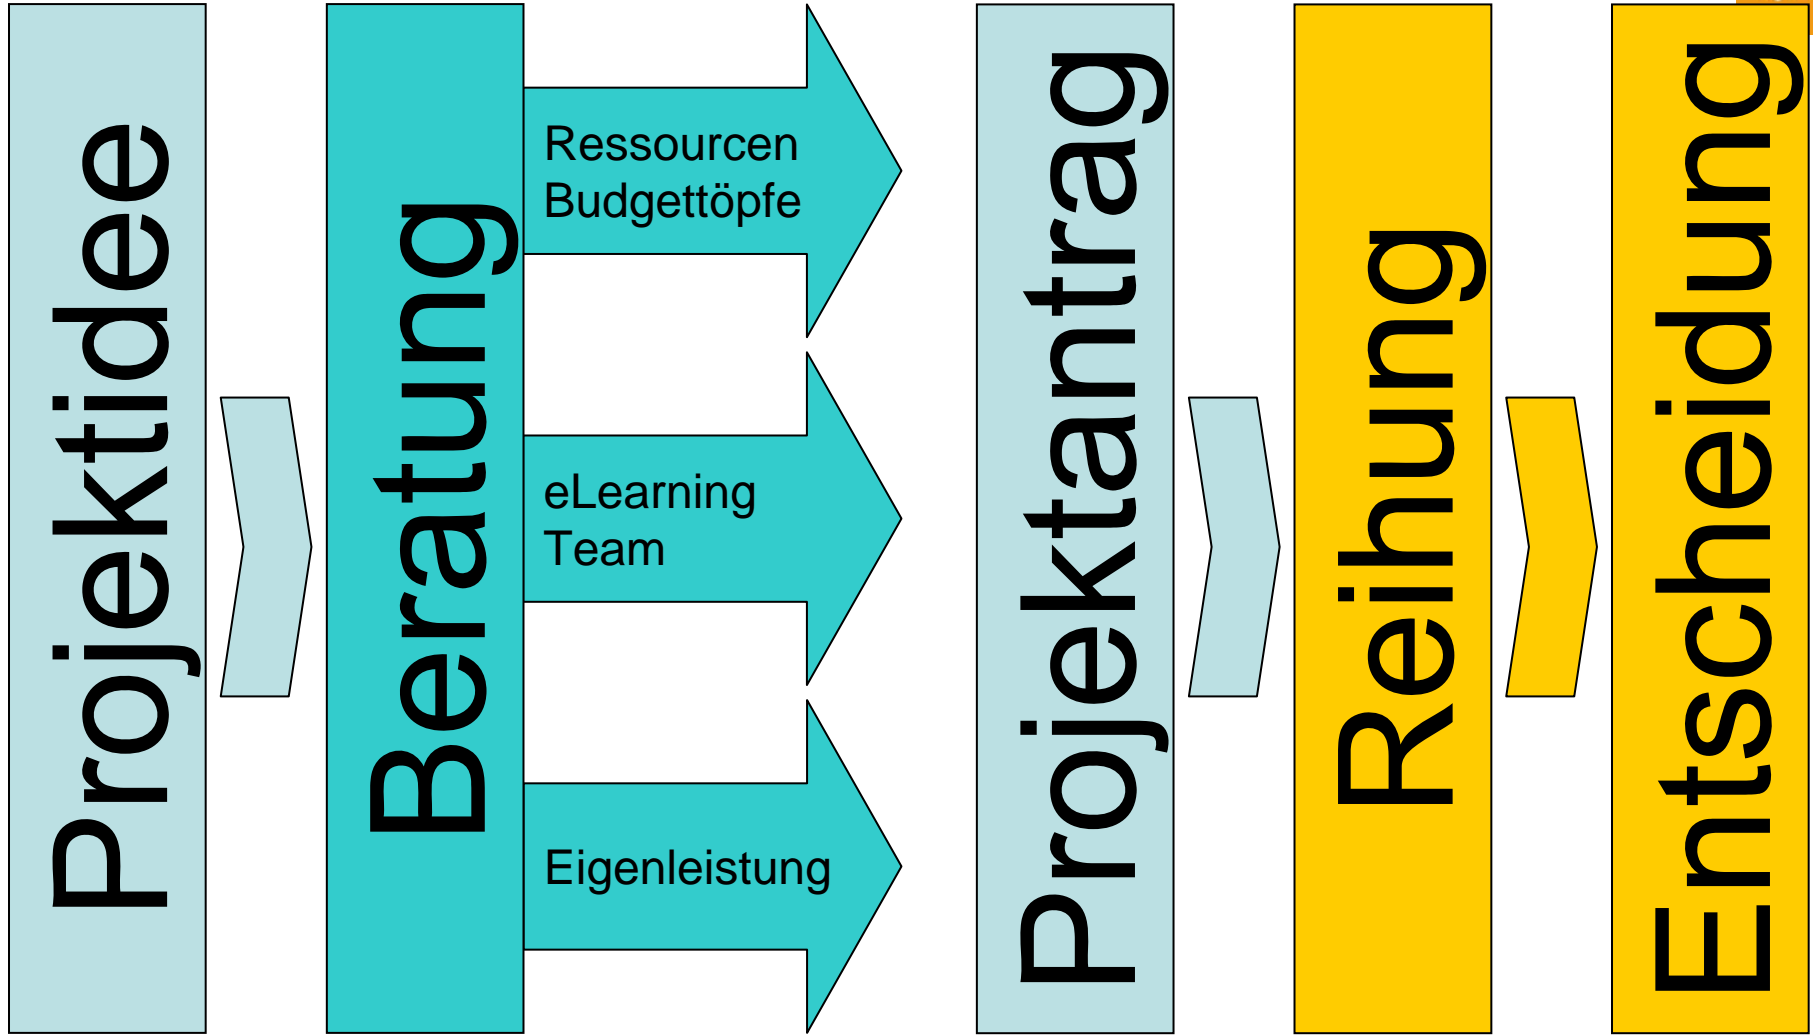 Projektidee
Beratung
Ressourcen
Budgettöpfe
eLearning
Team
Eigenleistung
Projektantrag
Reihung
Entscheidung